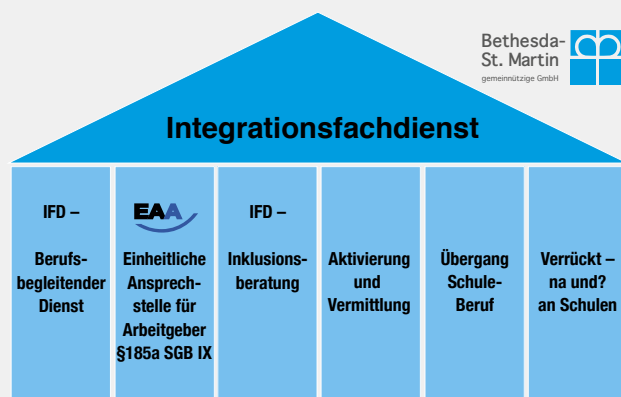 Bethesda-
St. Martin
gemeinnützige GmbH
Integrationsfachdienst
IFD –
Berufs-
begleitender
Dienst
EAA
Einheitliche
Ansprech-
stelle für
Arbeitgeber
§185a SGB IX
IFD –
Inklusions-
beratung
Aktivierung
und
Vermittlung
Übergang
Schule-
Beruf
Verrückt –
na und?
an Schulen